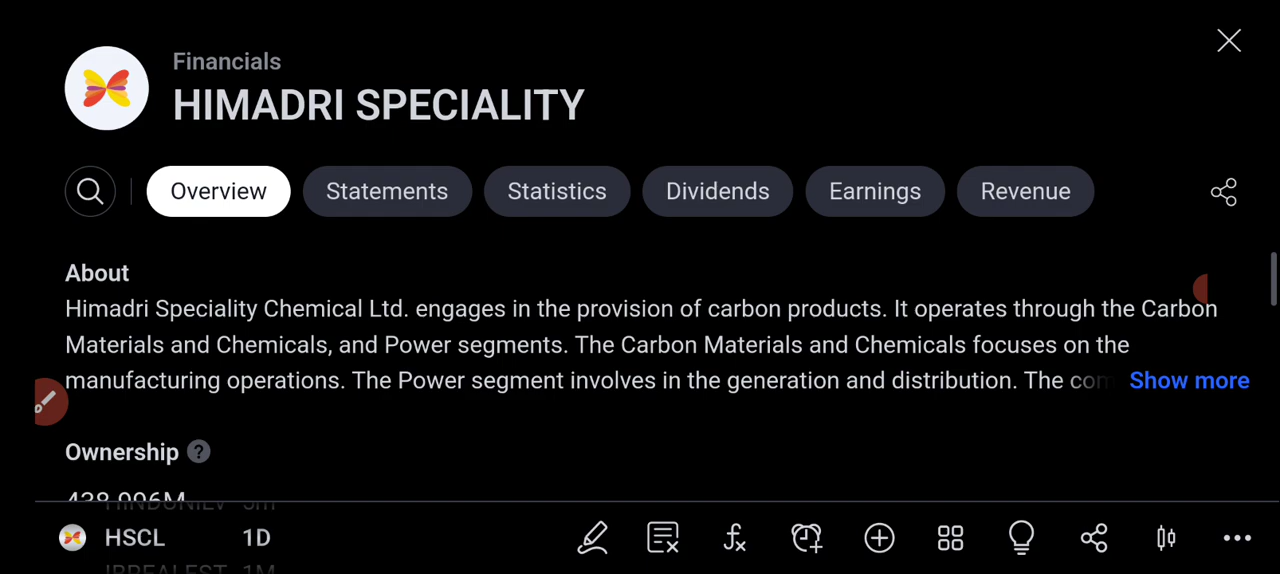 Financials
HIMADRI SPECIALITY
Overview
Statements
Statistics
Dividends
Earnings
Revenue
About
Himadri Speciality Chemical Ltd. engages in the provision of carbon products. It operates through the Carbon
Materials and Chemicals, and Power segments. The Carbon Materials and Chemicals focuses on the
manufacturing operations. The Power segment involves in the generation and distribution. The com Show more
Ownership ?
438.996M
HSCL 1D